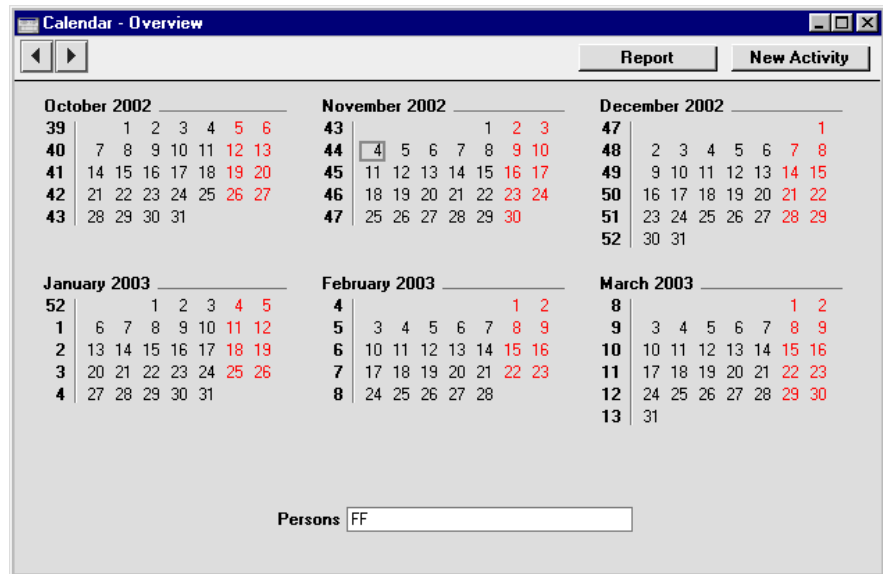 Calendar - Overview
Report New Activity
October 2002
39 1 2 3 4 5 6
40 7 8 9 10 11 12 13
41 14 15 16 17 18 19 20
42 21 22 23 24 25 26 27
43 28 29 30 31
November 2002
43 1 2 3
44 4 5 6 7 8 9 10
45 11 12 13 14 15 16 17
46 18 19 20 21 22 23 24
47 25 26 27 28 29 30
December 2002
47 1
48 2 3 4 5 6 7 8
49 9 10 11 12 13 14 15
50 16 17 18 19 20 21 22
51 23 24 25 26 27 28 29
52 30 31
January 2003
52 1 2 3 4 5
1 6 7 8 9 10 11 12
2 13 14 15 16 17 18 19
3 20 21 22 23 24 25 26
4 27 28 29 30 31
February 2003
4 1 2
5 3 4 5 6 7 8 9
6 10 11 12 13 14 15 16
7 17 18 19 20 21 22 23
8 24 25 26 27 28
March 2003
8 1 2
9 3 4 5 6 7 8 9
10 10 11 12 13 14 15 16
11 17 18 19 20 21 22 23
12 24 25 26 27 28 29 30
13 31
Persons FF